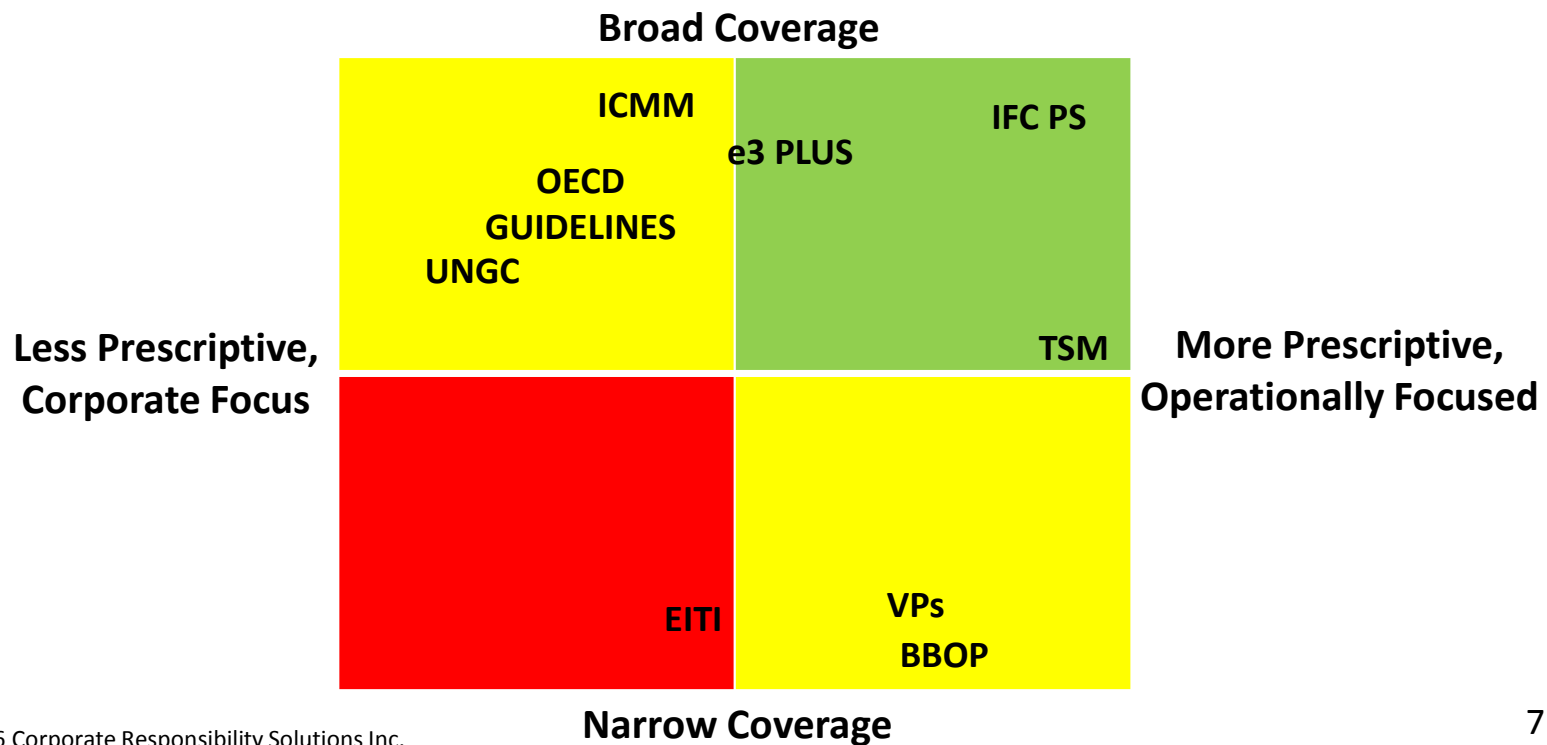 Broad Coverage
ICMM
IFC PS
e3 PLUS
OECD
GUIDELINES
UNGC
Less Prescriptive,
Corporate Focus
TSM
More Prescriptive,
Operationally Focused
EITI
VPs
BBOP
Narrow Coverage
6 Corporate Responsibility Solutions Inc.
7